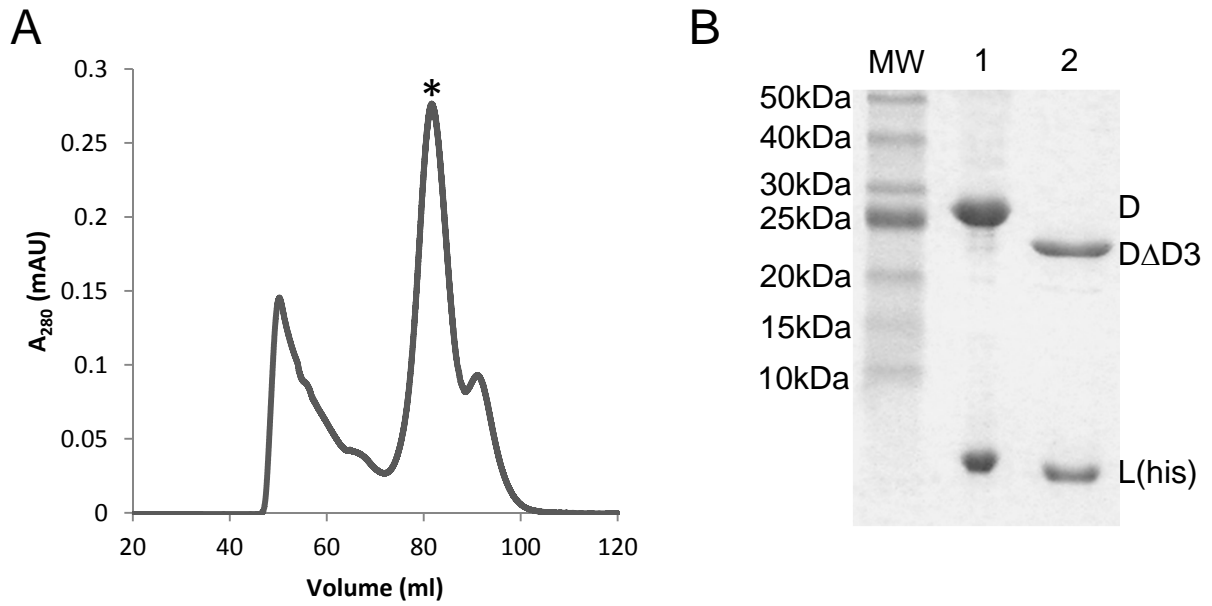 A
*
0.3
0.25
0.2
0.15
0.1
0.05
0
A280 (mAU)
20 40 60 80 100 120
Volume (ml)
B
MW 1 2
50kDa
40kDa
30kDa
25kDa
20kDa
15kDa
10kDa
D
DΔD3
L(his)